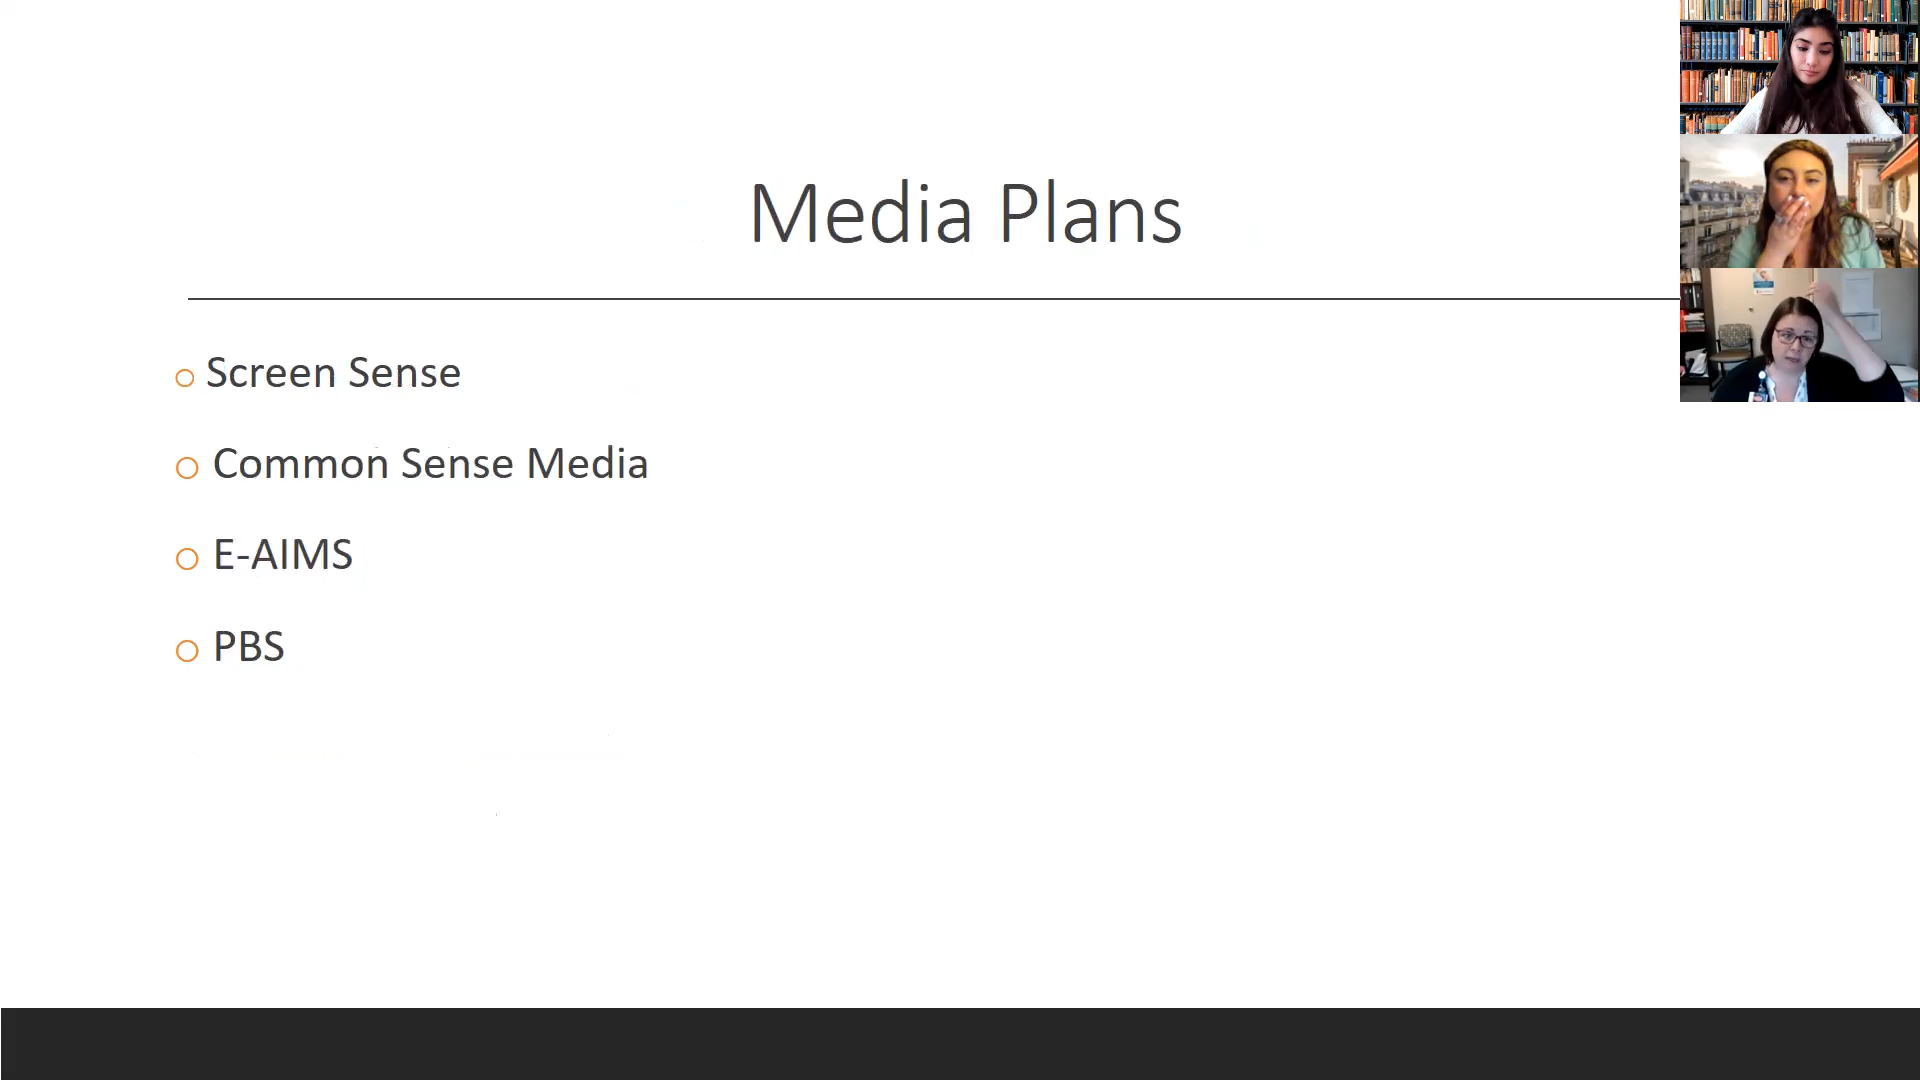 Media Plans
Screen Sense
Common Sense Media
E-AIMS
PBS